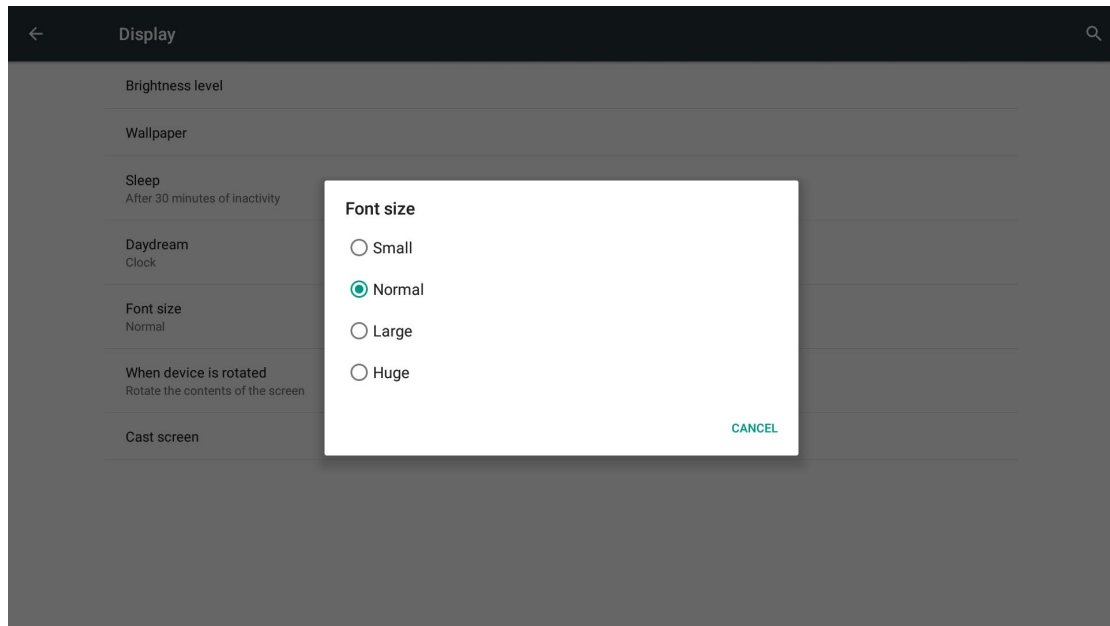 Display
Brightness level
Wallpaper
Sleep
After 30 minutes of inactivity
Daydream
Clock
Font size
Normal
When device is rotated
Rotate the contents of the screen
Cast screen
Font size
Small
Normal
Large
Huge
CANCEL